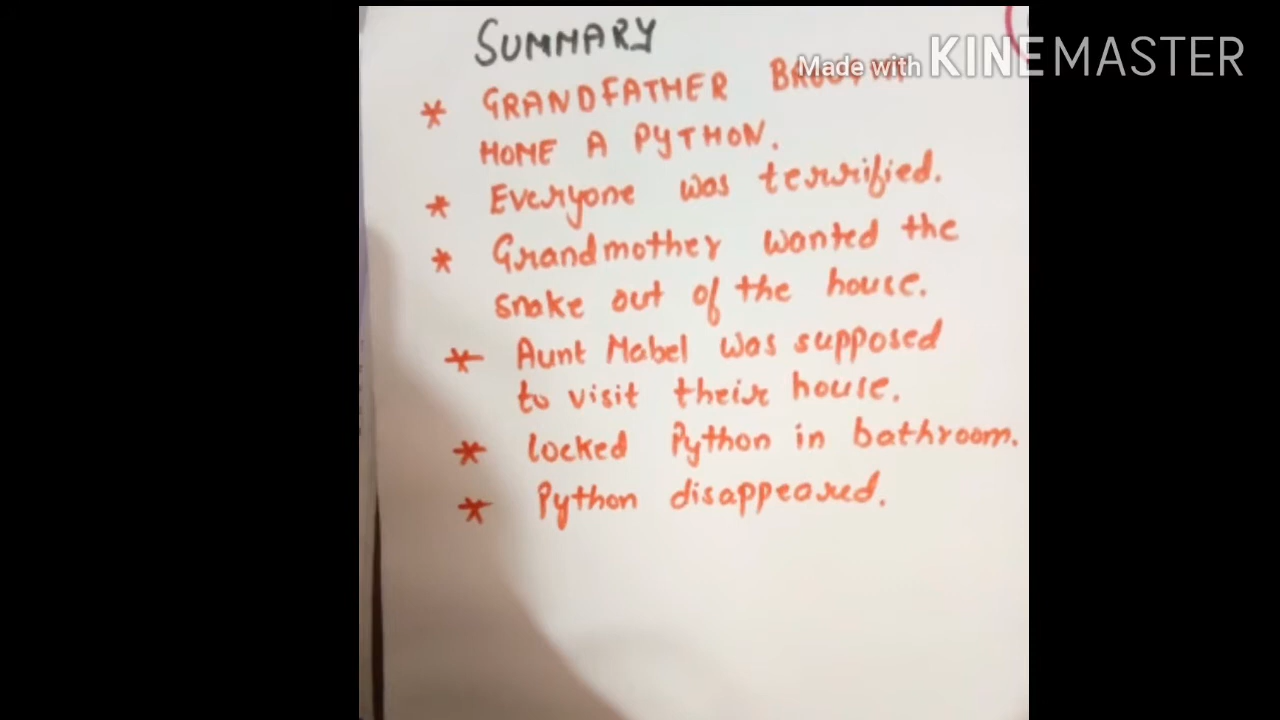 SUMMARY
Made with KINEMASTER
* GRANDFATHER BROUGHT
HOME A PYTHON.
* Everyone was terrified.
* Grandmother wanted the
snake out of the house.
* Aunt Mabel was supposed
to visit their house.
* locked Python in bathroom.
* Python disappeared.